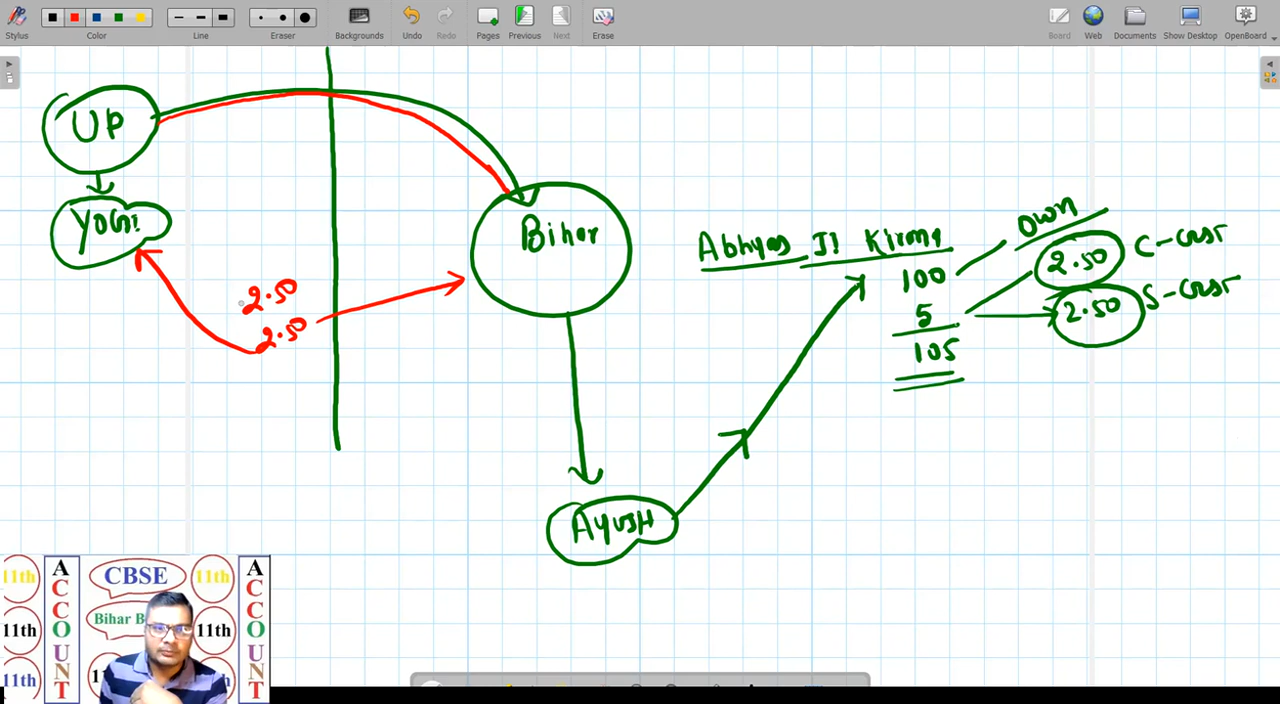 Stylus
Color
Line
Eraser
Backgrounds
Undo
Redo
Pages
Previous
Next
Erase
Board
Web
Documents
Show Desktop
OpenBoard
UP
YOGI
2.50
2.50
Bihar
AYUSH
Abhyas Ji Kirana
100
5
105
Own
2.50 C-GST
2.50 S-GST
11th
11th
11th
ACCOUNT
CBSE
Bihar B
11th
11th
ACCOUNT